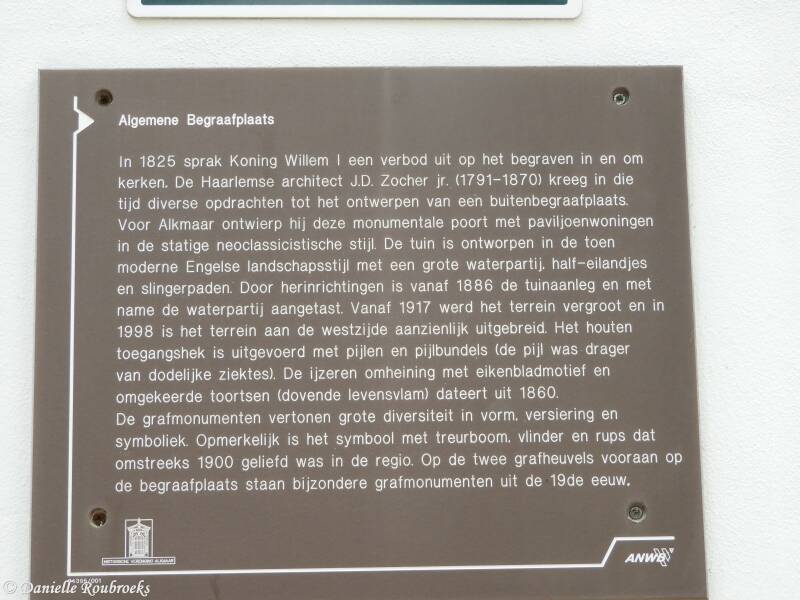 Algemene Begraafplaats
In 1825 sprak Koning Willem I een verbod uit op het begraven in en om
kerken. De Haarlemse architect J.D. Zocher jr. (1791-1870) kreeg in die
tijd diverse opdrachten tot het ontwerpen van een buitenbegraafplaats.
Voor Alkmaar ontwierp hij deze monumentale poort met paviljoenwoningen
in de statige neoclassicistische stijl. De tuin is ontworpen in de toen
moderne Engelse landschapsstijl met een grote waterpartij, half-eilandjes
en slingerpaden. Door herinrichtingen is vanaf 1886 de tuinaanleg en met
name de waterpartij aangetast. Vanaf 1917 werd het terrein vergroot en in
1998 is het terrein aan de westzijde aanzienlijk uitgebreid. Het houten
toegangshek is uitgevoerd met pijlen en pijlbundels (de pijl was drager
van dodelijke ziektes). De ijzeren omheining met eikenbladmotief en
omgekeerde toortsen (dovende levensvlam) dateert uit 1860.
De grafmonumenten vertonen grote diversiteit in vorm, versiering en
symboliek. Opmerkelijk is het symbool met treurboom, vlinder en rups dat
omstreeks 1900 geliefd was in de regio. Op de twee grafheuvels vooraan op
de begraafplaats staan bijzondere grafmonumenten uit de 19de eeuw.
HISTORISCHE VERENIGING ALKMAAR
ANWB
© Danielle Roubroeks